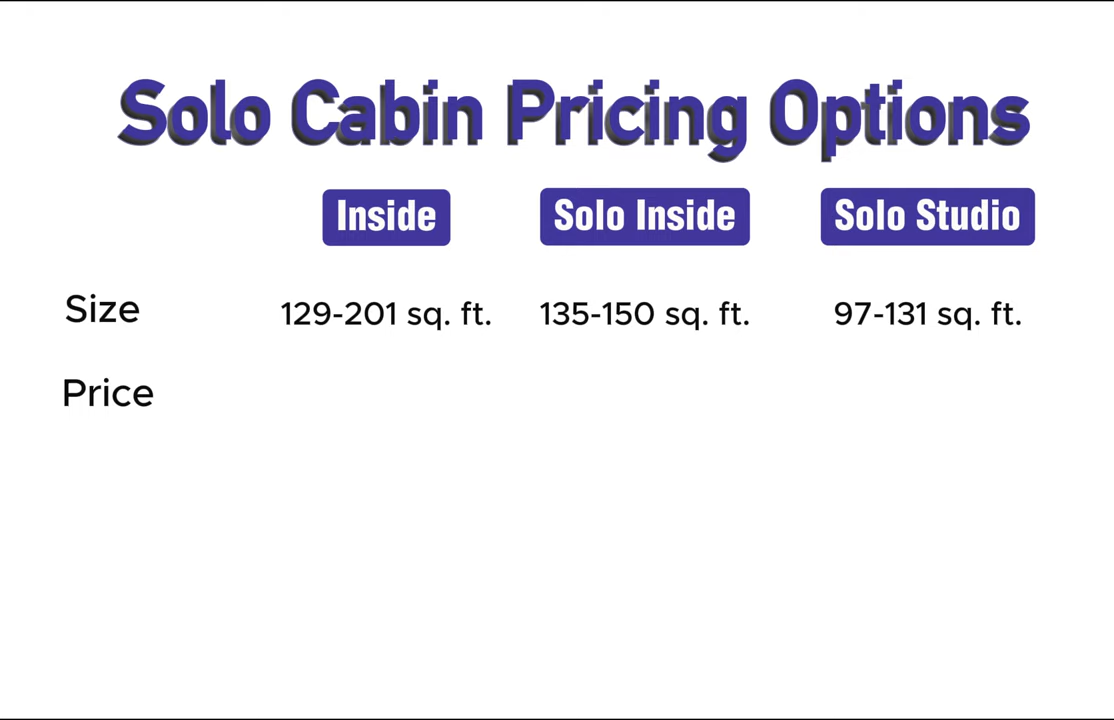 Solo Cabin Pricing Options
Inside Solo Inside Solo Studio
Size 129-201 sq. ft. 135-150 sq. ft. 97-131 sq. ft.
Price